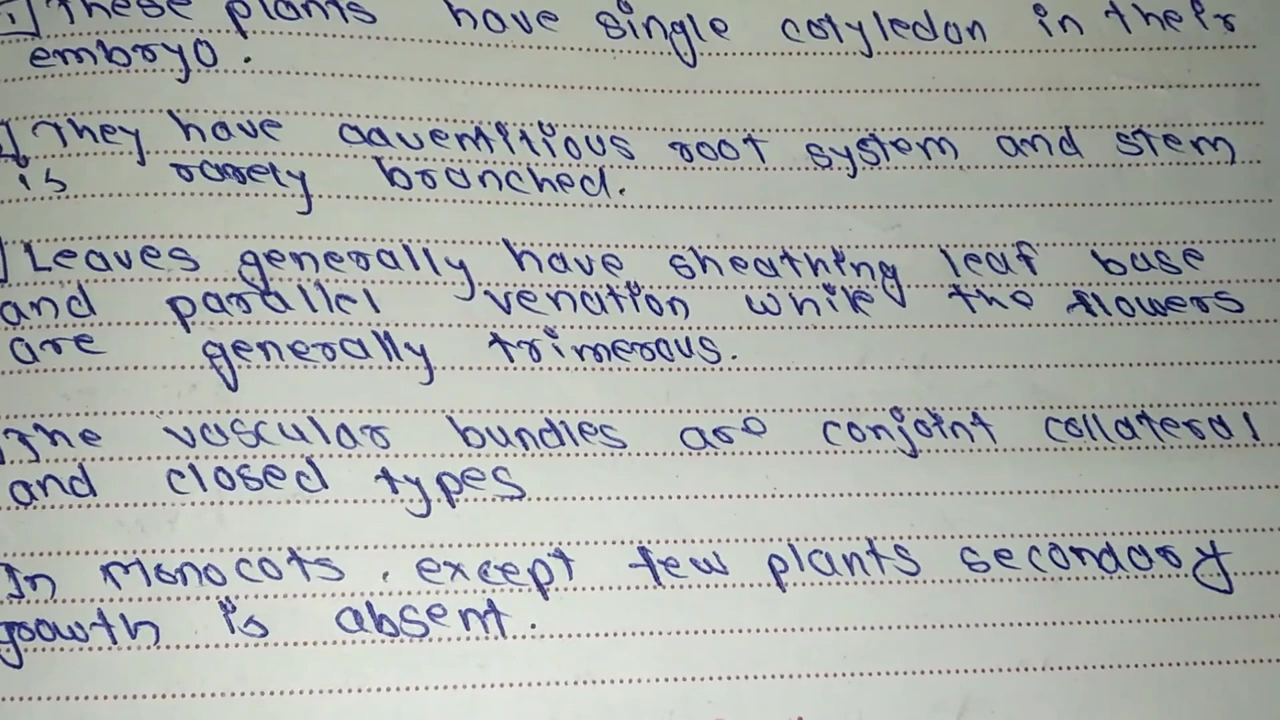 1] These plants have single cotyledon in their
embryo.
2] They have adventitious root system and stem
is rarely branched.
] Leaves generally have sheathing leaf base
and parallel venation while the flowers
are generally trimerous.
The vascular bundles are conjoint collateral
and closed types
In Monocots, except few plants secondary
growth is absent.